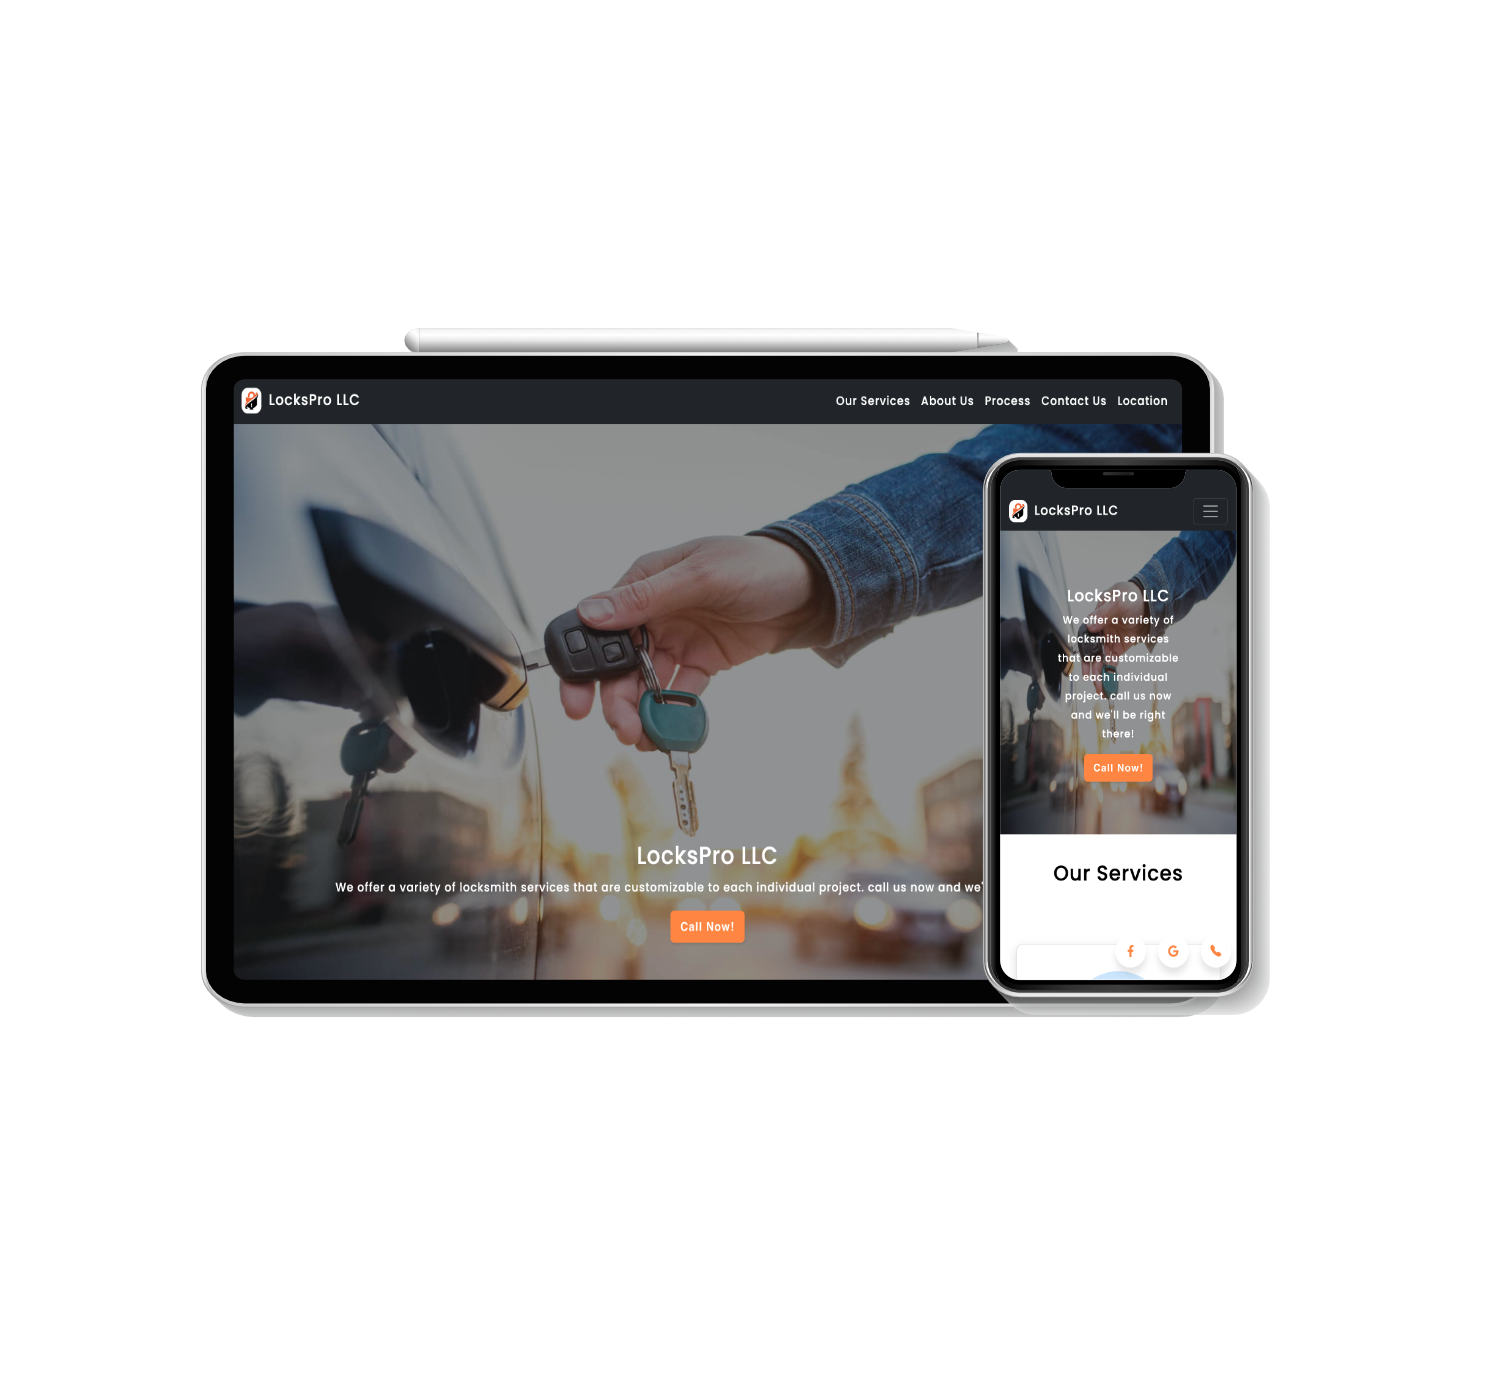 LocksPro LLC
Our Services About Us Process Contact Us Location
LocksPro LLC
We offer a variety of locksmith services that are customizable to each individual project. call us now and we'
Call Now!
LocksPro LLC
LocksPro LLC
We offer a variety of
locksmith services
that are customizable
to each individual
project. call us now
and we'll be right
there!
Call Now!
Our Services